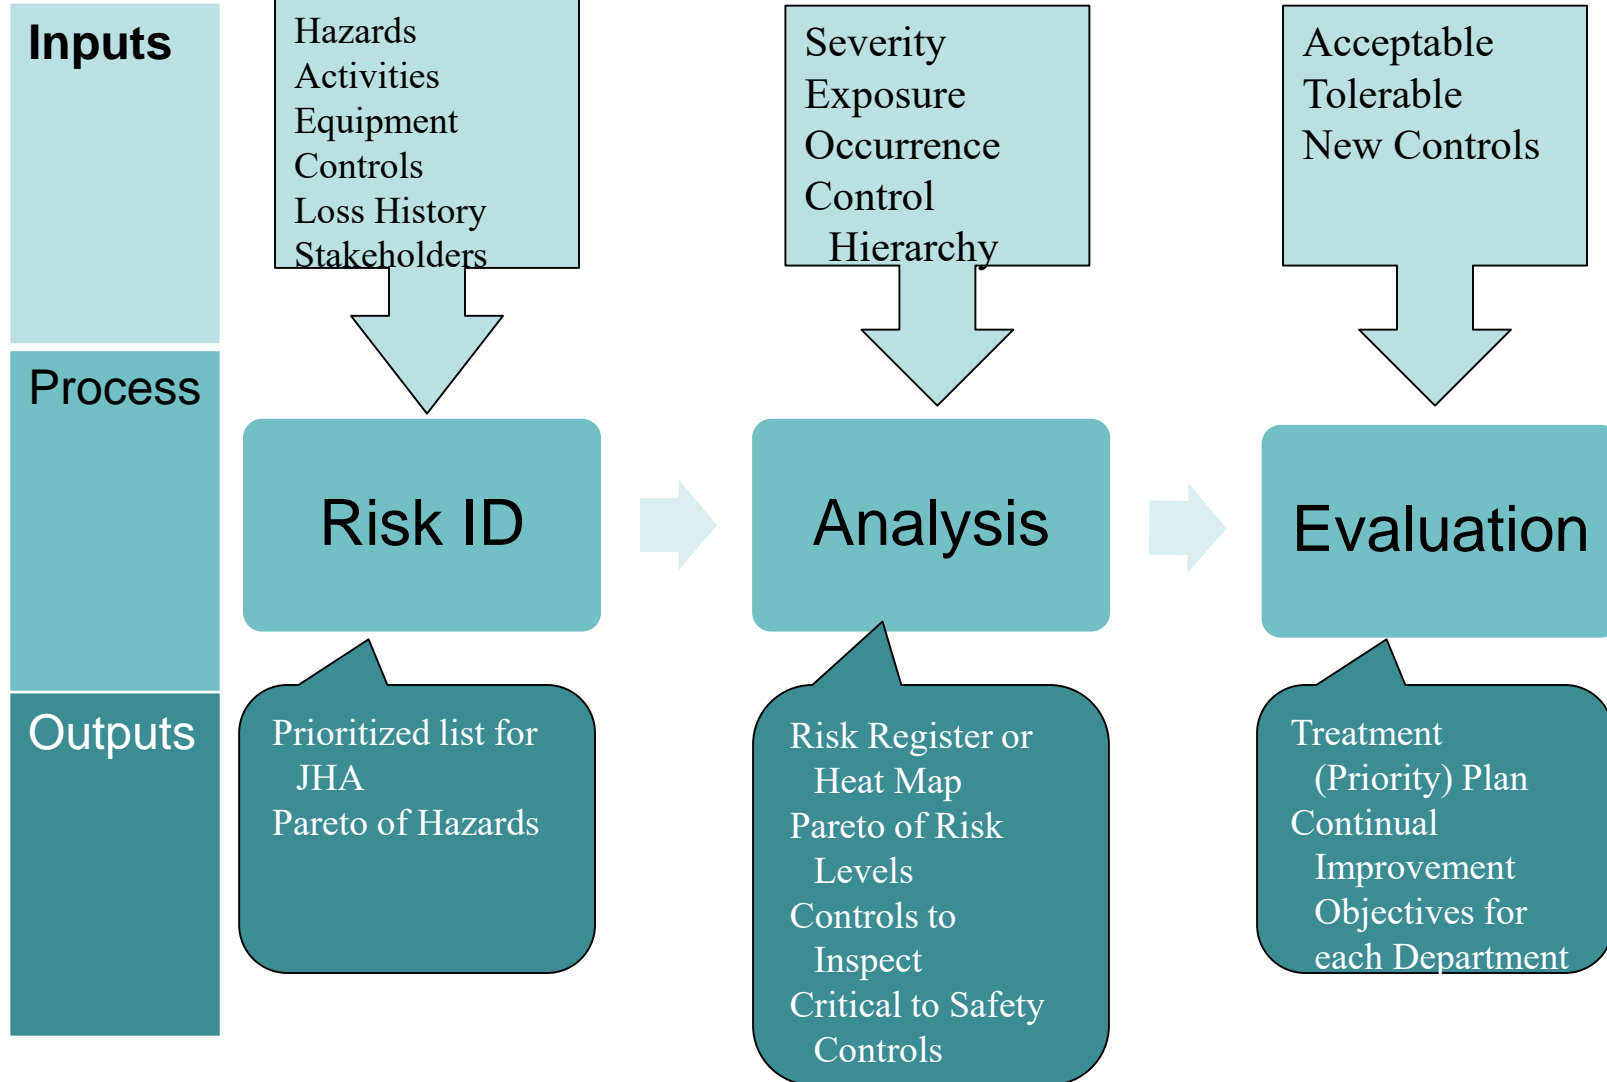 Inputs
Hazards
Activities
Equipment
Controls
Loss History
Stakeholders
Severity
Exposure
Occurrence
Control
Hierarchy
Acceptable
Tolerable
New Controls
Process
Risk ID
Analysis
Evaluation
Outputs
Prioritized list for
JHA
Pareto of Hazards
Risk Register or
Heat Map
Pareto of Risk
Levels
Controls to
Inspect
Critical to Safety
Controls
Treatment
(Priority) Plan
Continual
Improvement
Objectives for
each Department